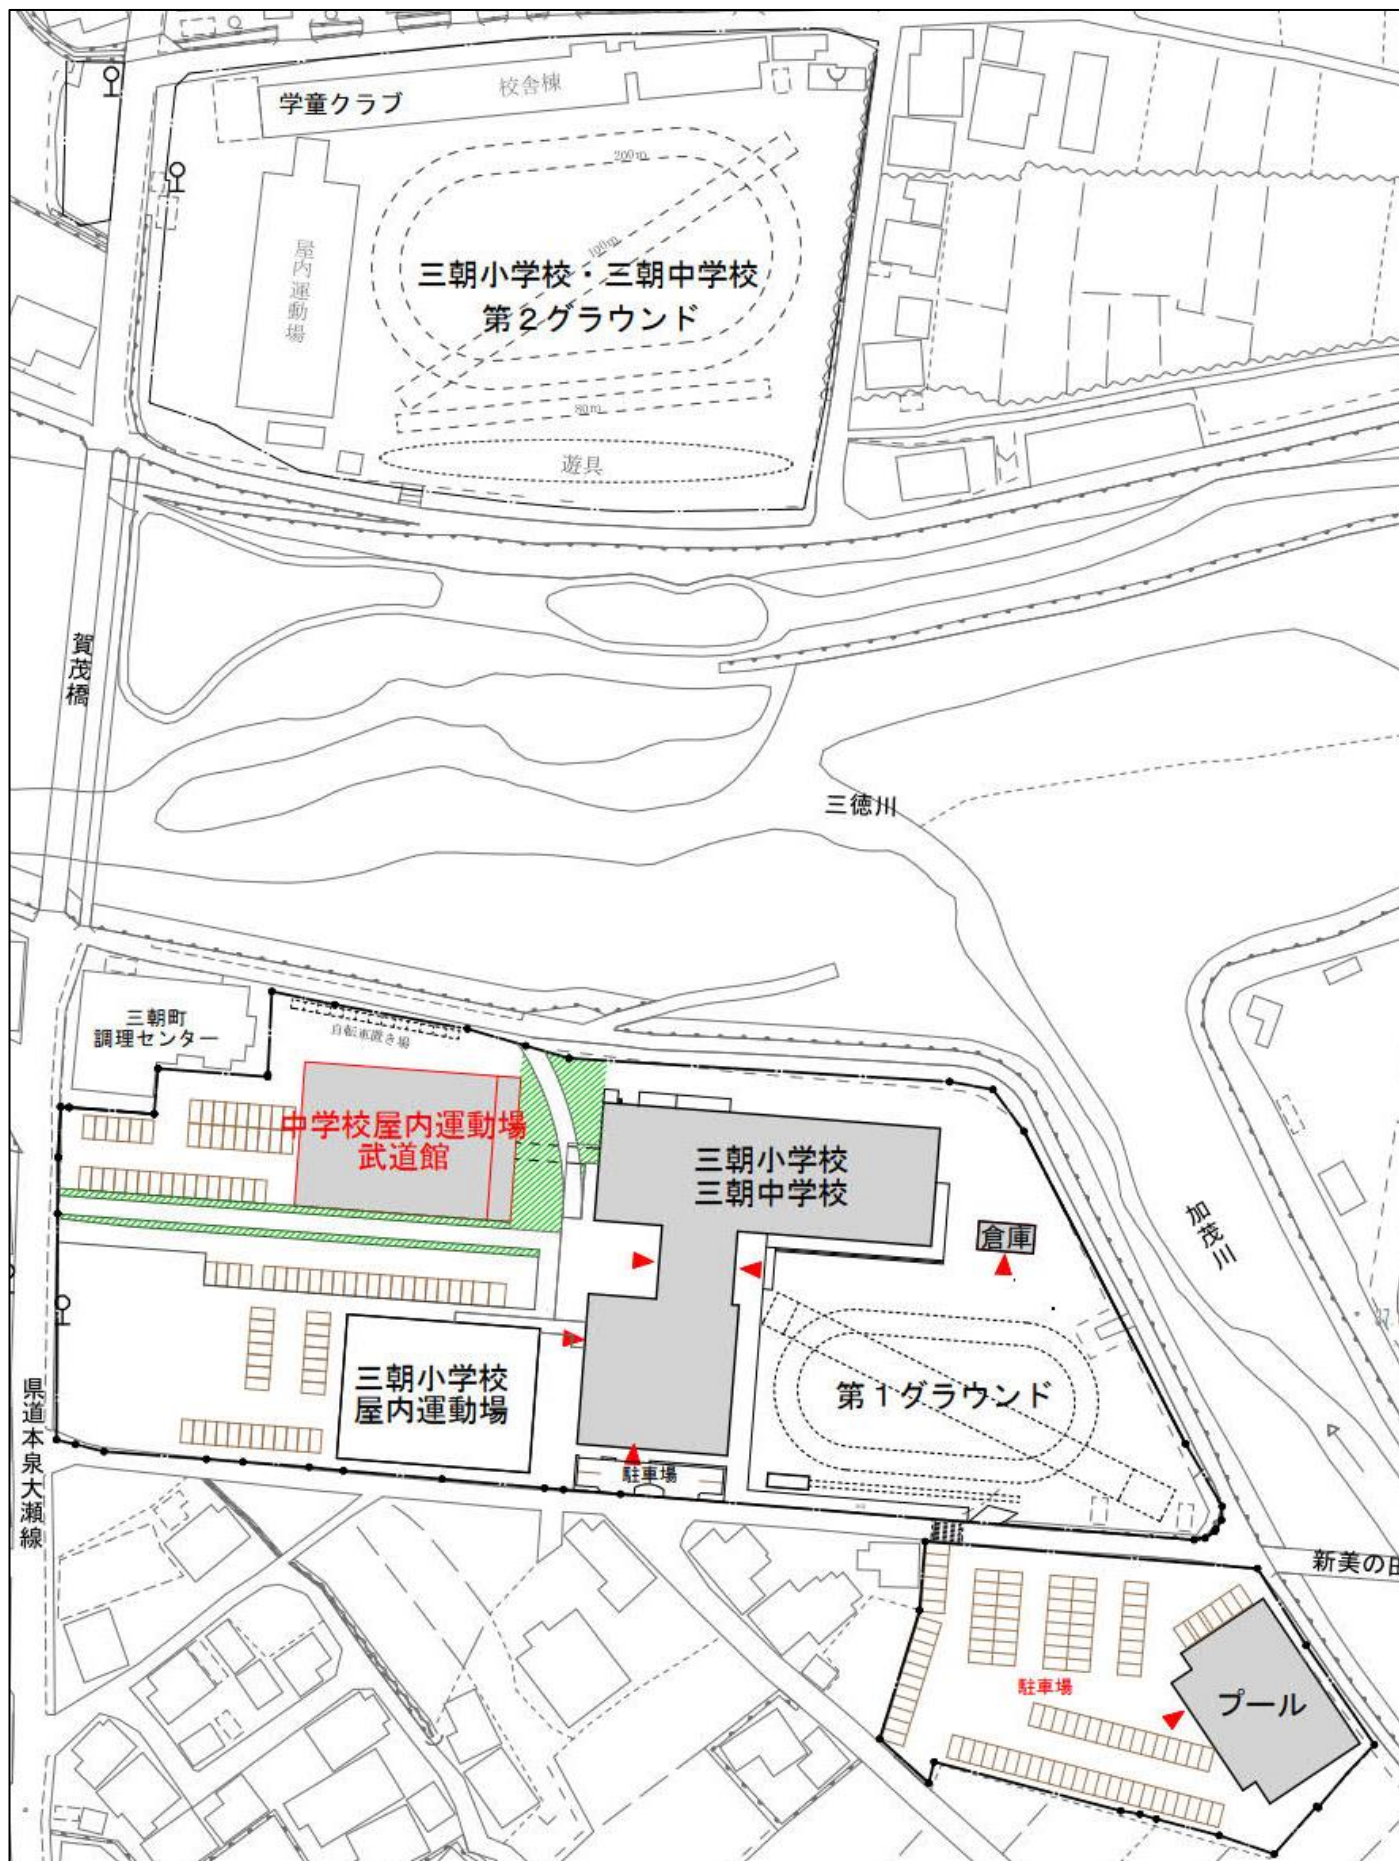 校舎棟
学童クラブ
200m
屋内運動場
100m
三朝小学校・三朝中学校
第2グラウンド
80m
遊具
賀茂橋
三徳川
三朝町
調理センター
自転車置き場
中学校屋内運動場
武道館
三朝小学校
三朝中学校
倉庫
加茂川
三朝小学校
屋内運動場
第1グラウンド
県道本泉大瀬線
駐車場
新美の田
駐車場
プール